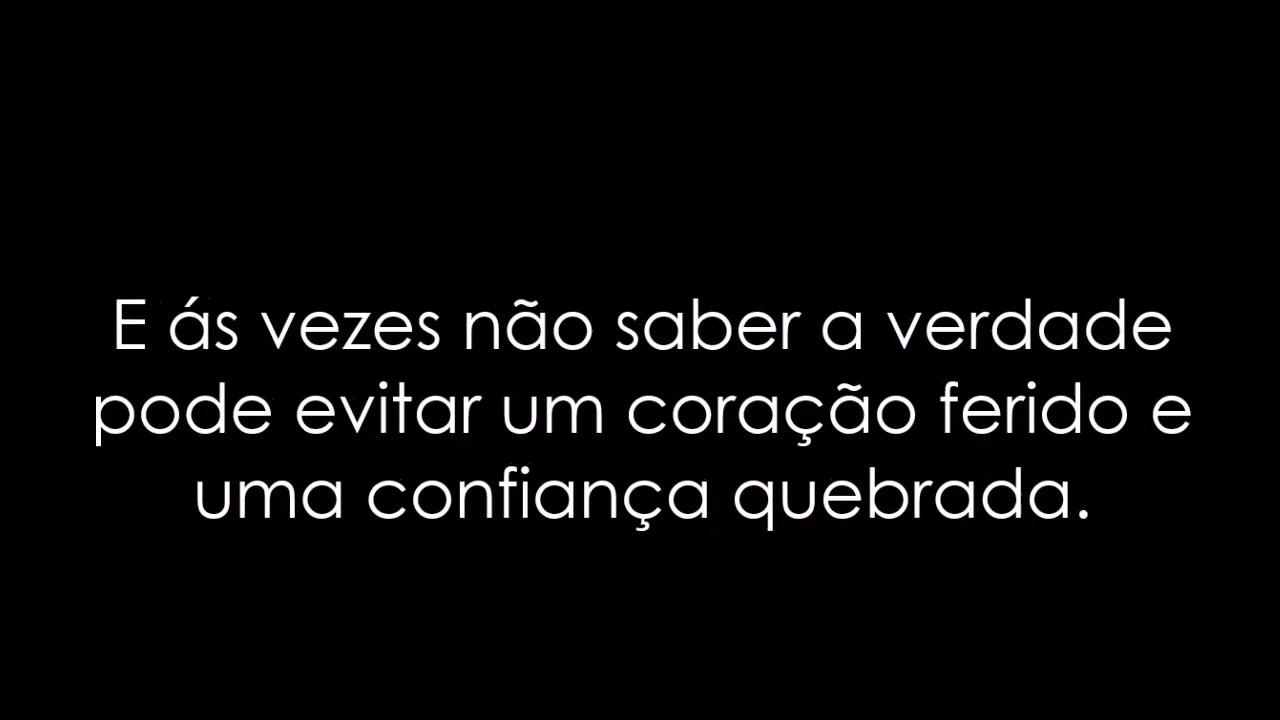 E ás vezes não saber a verdade
pode evitar um coração ferido e
uma confiança quebrada.